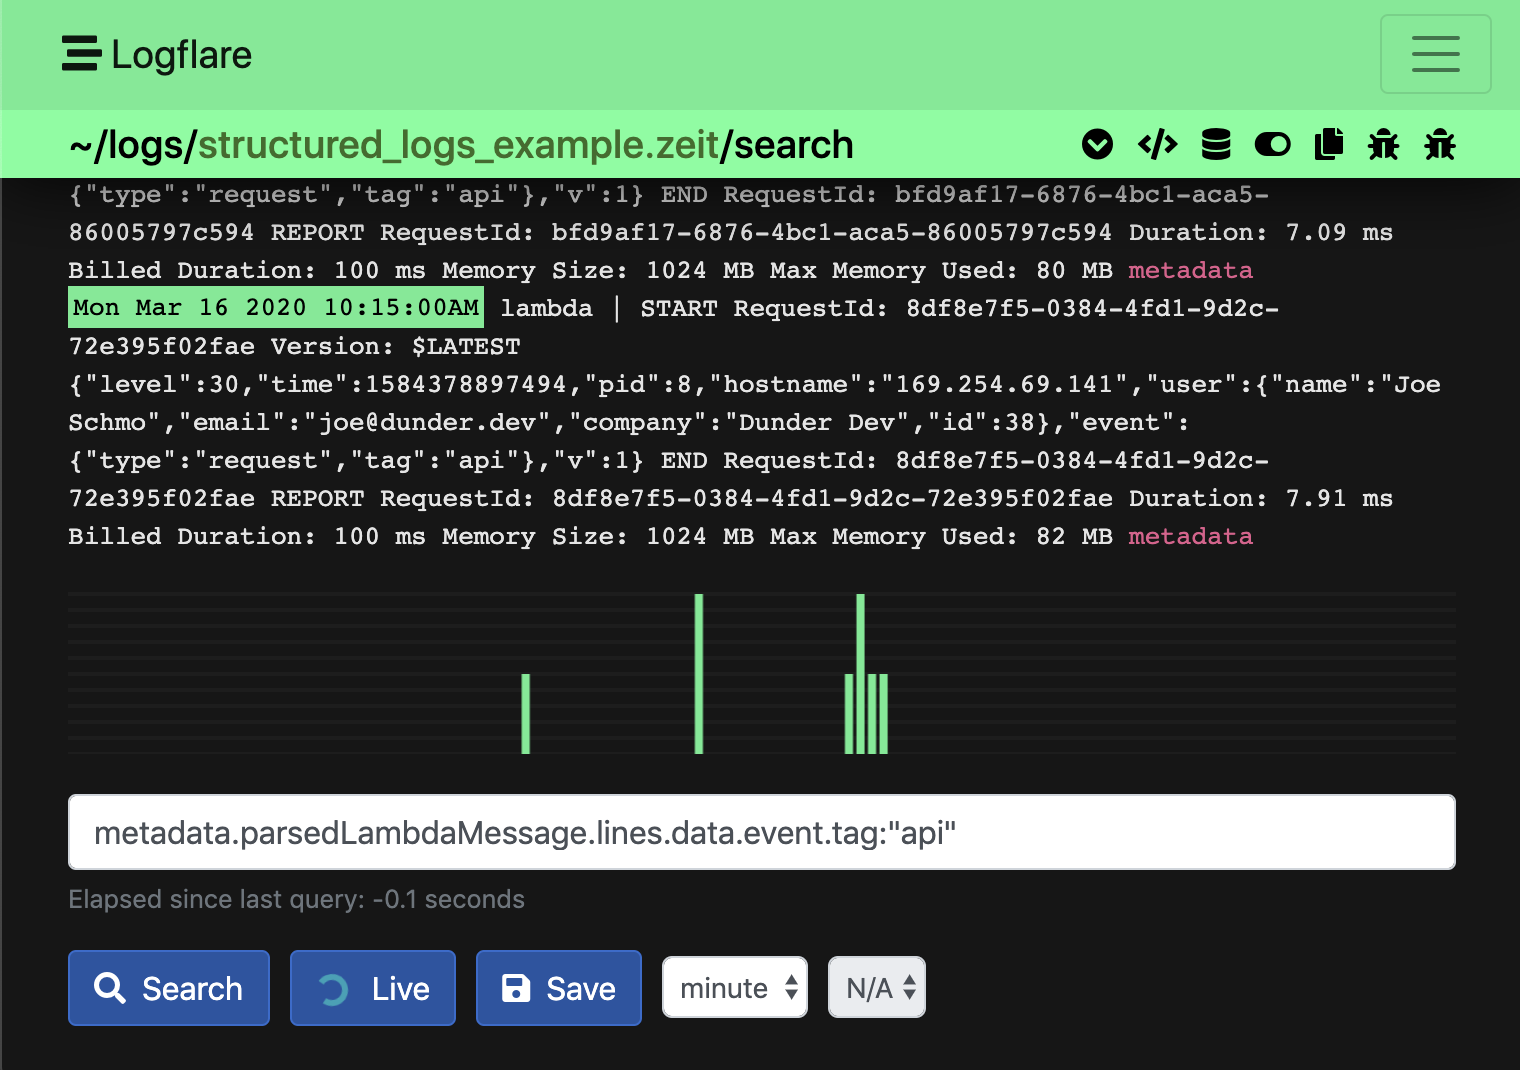 Logflare
~/logs/structured_logs_example.zeit/search
{"type":"request","tag":"api"},"v":1} END RequestId: bfd9af17-6876-4bc1-aca5-
86005797c594 REPORT RequestId: bfd9af17-6876-4bc1-aca5-86005797c594 Duration: 7.09 ms
Billed Duration: 100 ms Memory Size: 1024 MB Max Memory Used: 80 MB metadata
Mon Mar 16 2020 10:15:00AM lambda | START RequestId: 8df8e7f5-0384-4fd1-9d2c-
72e395f02fae Version: $LATEST
{"level":30,"time":1584378897494,"pid":8,"hostname":"169.254.69.141","user":{"name":"Joe
Schmo","email":"joe@dunder.dev","company":"Dunder Dev","id":38},"event":
{"type":"request","tag":"api"},"v":1} END RequestId: 8df8e7f5-0384-4fd1-9d2c-
72e395f02fae REPORT RequestId: 8df8e7f5-0384-4fd1-9d2c-72e395f02fae Duration: 7.91 ms
Billed Duration: 100 ms Memory Size: 1024 MB Max Memory Used: 82 MB metadata
metadata.parsedLambdaMessage.lines.data.event.tag:"api"
Elapsed since last query: -0.1 seconds
Search Live Save minute N/A